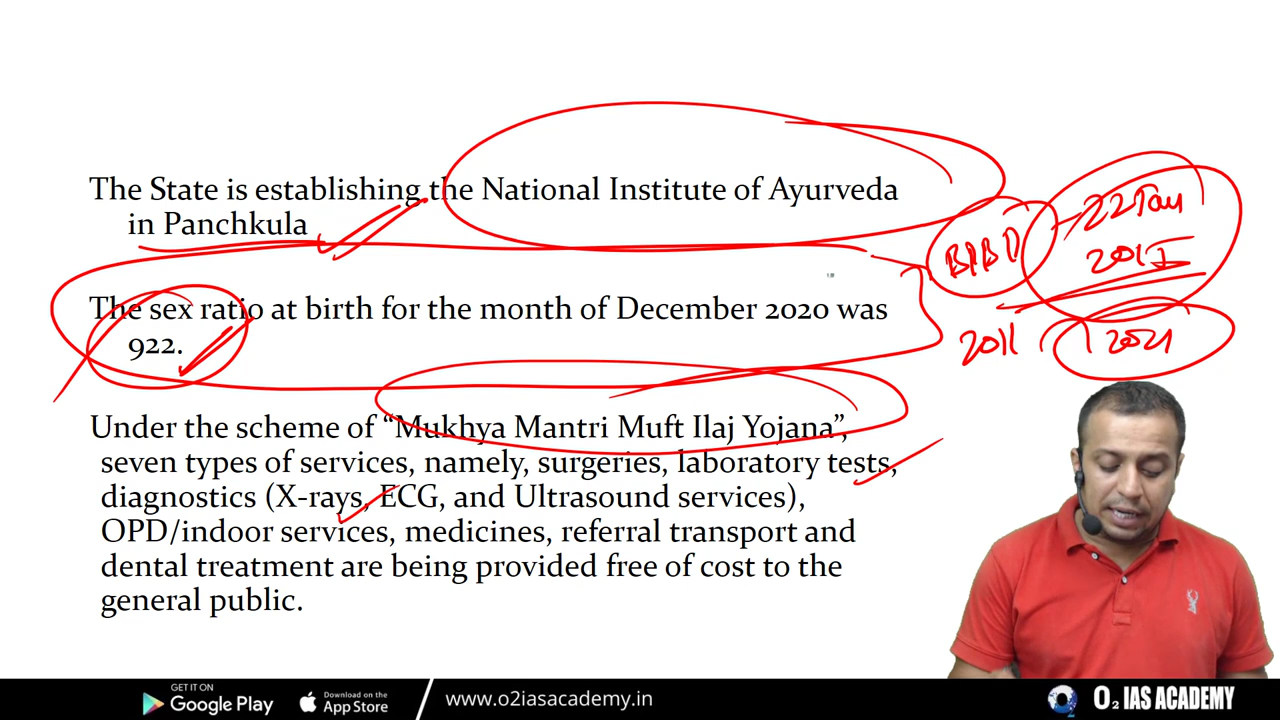 The State is establishing the National Institute of Ayurveda
in Panchkula
The sex ratio at birth for the month of December 2020 was
922.
Under the scheme of “Mukhya Mantri Muft Ilaj Yojana”,
seven types of services, namely, surgeries, laboratory tests,
diagnostics (X-rays, ECG, and Ultrasound services),
OPD/indoor services, medicines, referral transport and
dental treatment are being provided free of cost to the
general public.
BPBP
22 Jan
2015
2011
2021
GET IT ON
Google Play
Download on the
App Store
www.o2iasacademy.in
O2
O2 IAS ACADEMY